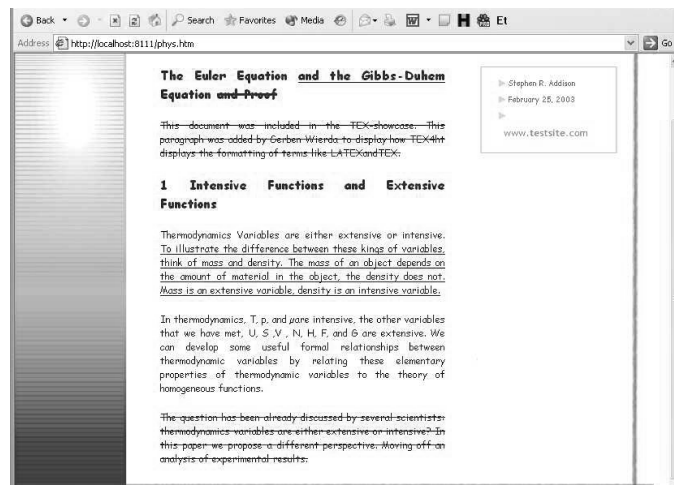 Back Search Favorites Media Et
Address http://localhost:8111/phys.htm Go
The Euler Equation and the Gibbs-Duhem
Equation and Proof
Stephen R. Addison
February 25, 2003
www.testsite.com
This document was included in the TEX-showcase. This
paragraph was added by Gerben Wierda to display how TEX4ht
displays the formatting of terms like LATEXandTEX.
1 Intensive Functions and Extensive
Functions
Thermodynamics Variables are either extensive or intensive.
To illustrate the difference between these kings of variables,
think of mass and density. The mass of an object depends on
the amount of material in the object, the density does not.
Mass is an extensive variable, density is an intensive variable.
In thermodynamics, T, p, and μare intensive, the other variables
that we have met, U, S ,V , N, H, F, and G are extensive. We
can develop some useful formal relationships between
thermodynamic variables by relating these elementary
properties of thermodynamic variables to the theory of
homogeneous functions.
The question has been already discussed by several scientists:
thermodynamics variables are either extensive or intensive? In
this paper we propose a different perspective. Moving off an
analysis of experimental results.